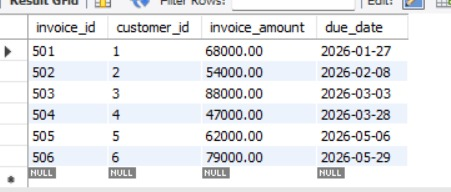 Result Grid Filter Rows: Edit:
invoice_id customer_id invoice_amount due_date
501 1 68000.00 2026-01-27
502 2 54000.00 2026-02-08
503 3 88000.00 2026-03-03
504 4 47000.00 2026-03-28
505 5 62000.00 2026-05-06
506 6 79000.00 2026-05-29
NULL NULL NULL NULL